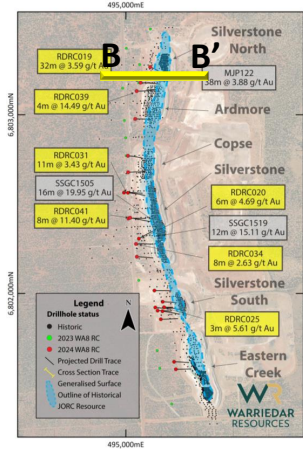 495,000mE
Silverstone
North
RDRC019
32m @ 3.59 g/t Au
B
B'
MJP122
38m @ 3.88 g/t Au
RDRC039
4m @ 14.49 g/t Au
Ardmore
6,803,000mN
Copse
RDRC031
11m @ 3.43 g/t Au
Silverstone
SSGC1505
16m @ 19.95 g/t Au
RDRC020
6m @ 4.69 g/t Au
RDRC041
8m @ 11.40 g/t Au
SSGC1519
12m @ 15.11 g/t Au
RDRC034
8m @ 2.63 g/t Au
6,802,000mN
Silverstone
South
RDRC025
3m @ 5.61 g/t Au
Eastern
Creek
Legend
N
Drillhole status
Historic
2023 WA8 RC
2024 WA8 RC
Projected Drill Trace
Cross Section Trace
Generalised Surface
Outline of Historical
JORC Resource
WR
WARRIEDAR
RESOURCES
495,000mE